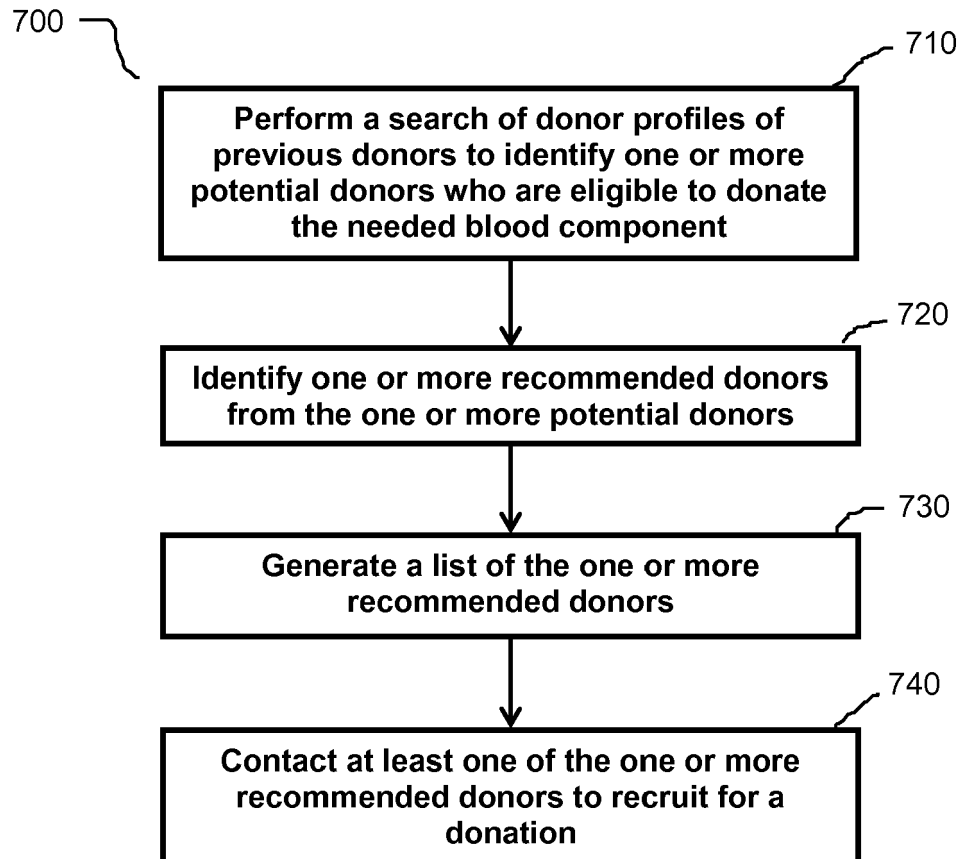 700
710
Perform a search of donor profiles of
previous donors to identify one or more
potential donors who are eligible to donate
the needed blood component
720
Identify one or more recommended donors
from the one or more potential donors
730
Generate a list of the one or more
recommended donors
740
Contact at least one of the one or more
recommended donors to recruit for a
donation